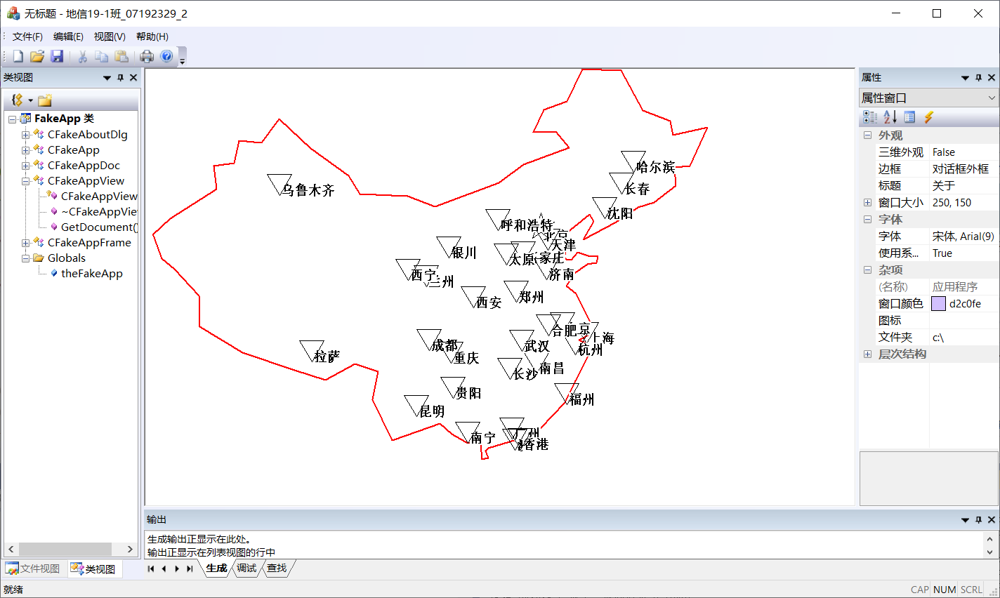 无标题 - 地信19-1班_07192329_2
文件(F) 编辑(E) 视图(V) 帮助(H)
类视图
FakeApp 类
CFakeAboutDlg
CFakeApp
CFakeAppDoc
CFakeAppView
CFakeAppView
~CFakeAppVie
GetDocument()
CFakeAppFrame
Globals
theFakeApp
文件视图 类视图
哈尔滨
长春
乌鲁木齐
沈阳
呼和浩特
北京
天津
银川
太原
家庄
济南
西宁
兰州
郑州
西安
合肥
京
上海
成都
武汉
杭州
拉萨
重庆
南昌
长沙
贵阳
福州
昆明
广州
南宁
香港
属性
属性窗口
外观
三维外观 False
边框 对话框外框
标题 关于
窗口大小 250, 150
字体
字体 宋体, Arial(9)
使用系... True
杂项
(名称) 应用程序
窗口颜色 d2c0fe
图标
文件夹 c:\
层次结构
输出
生成输出正显示在此处。
输出正显示在列表视图的行中
生成 调试 查找
就绪
CAP NUM SCRL